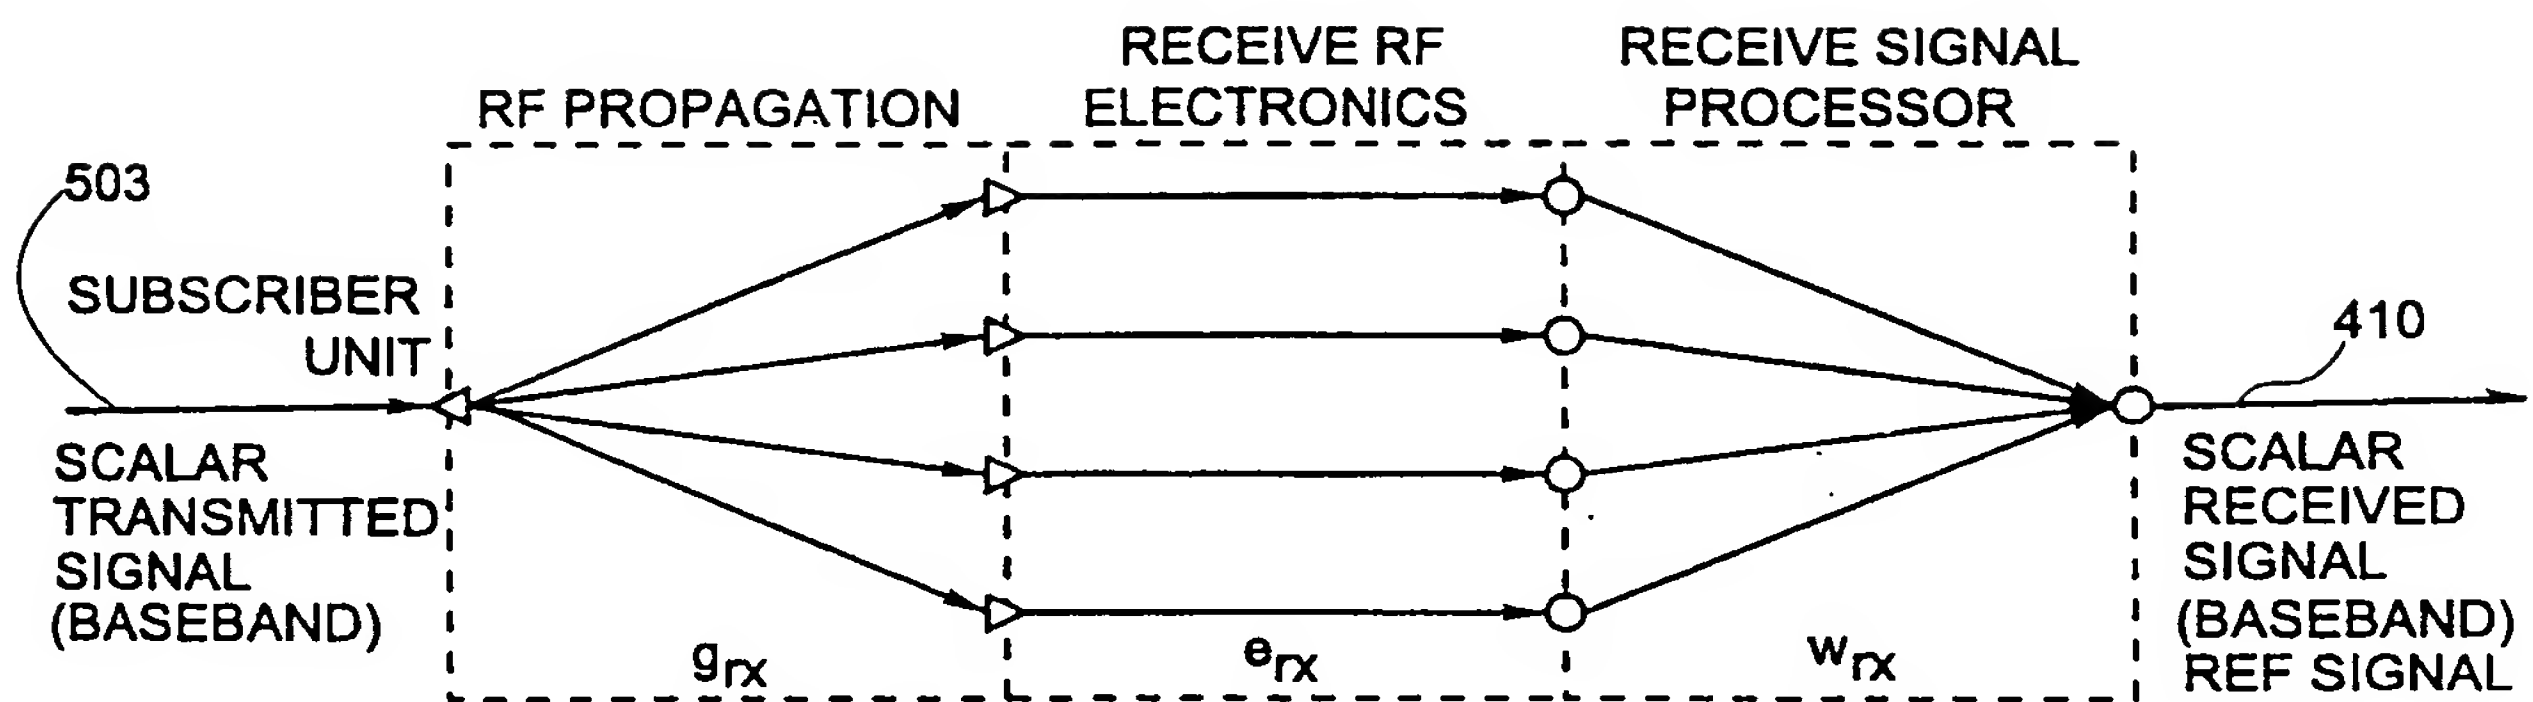 RF PROPAGATION
RECEIVE RF
ELECTRONICS
RECEIVE SIGNAL
PROCESSOR
503
SUBSCRIBER
UNIT
SCALAR
TRANSMITTED
SIGNAL
(BASEBAND)
grx
erx
wrx
410
SCALAR
RECEIVED
SIGNAL
(BASEBAND)
REF SIGNAL